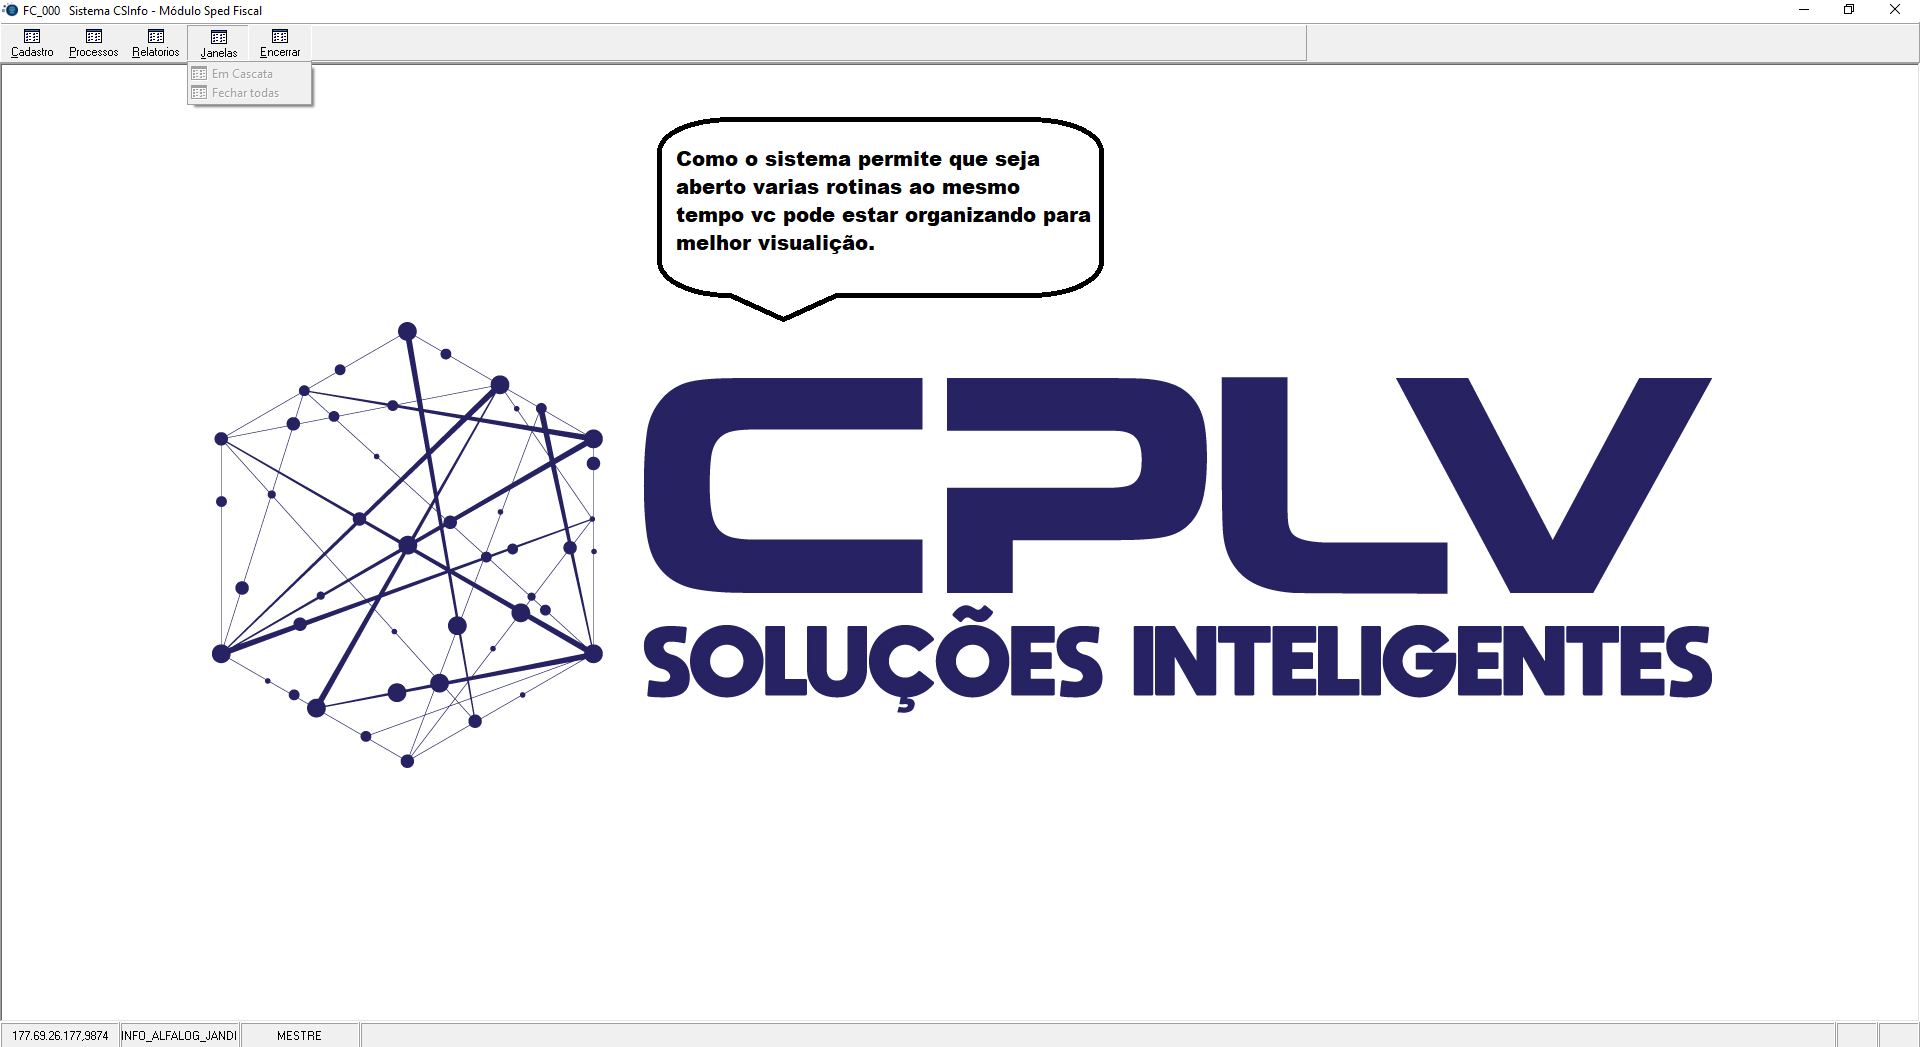 FC_000 Sistema CSInfo - Módulo Sped Fiscal
Cadastro Processos Relatorios Janelas Encerrar
Em Cascata
Fechar todas
Como o sistema permite que seja
aberto varias rotinas ao mesmo
tempo vc pode estar organizando para
melhor visualição.
CPLV
SOLUÇÕES INTELIGENTES
177.69.26.177,9874 INFO_ALFALOG_JANDI MESTRE